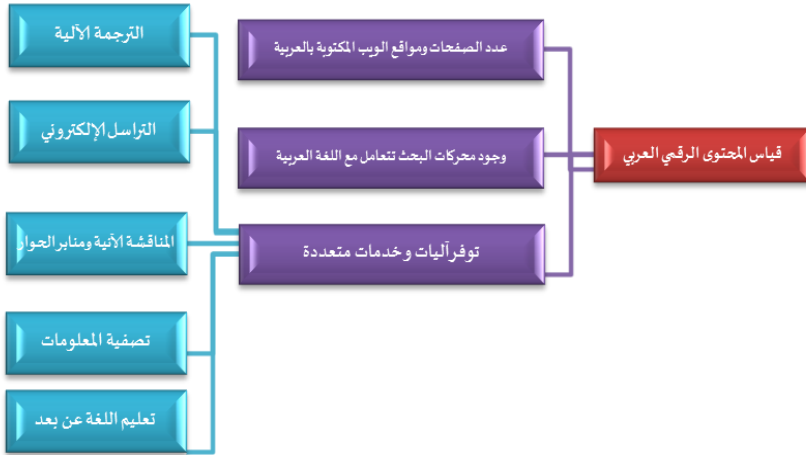 قياس المحتوى الرقمي العربي
عدد الصفحات ومواقع الويب المكتوبة بالعربية
وجود محركات البحث تتعامل مع اللغة العربية
توفر آليات وخدمات متعددة
الترجمة الآلية
التراسل الإلكتروني
المناقشة الآنية ومنابر الحوار
تصفية المعلومات
تعليم اللغة عن بعد